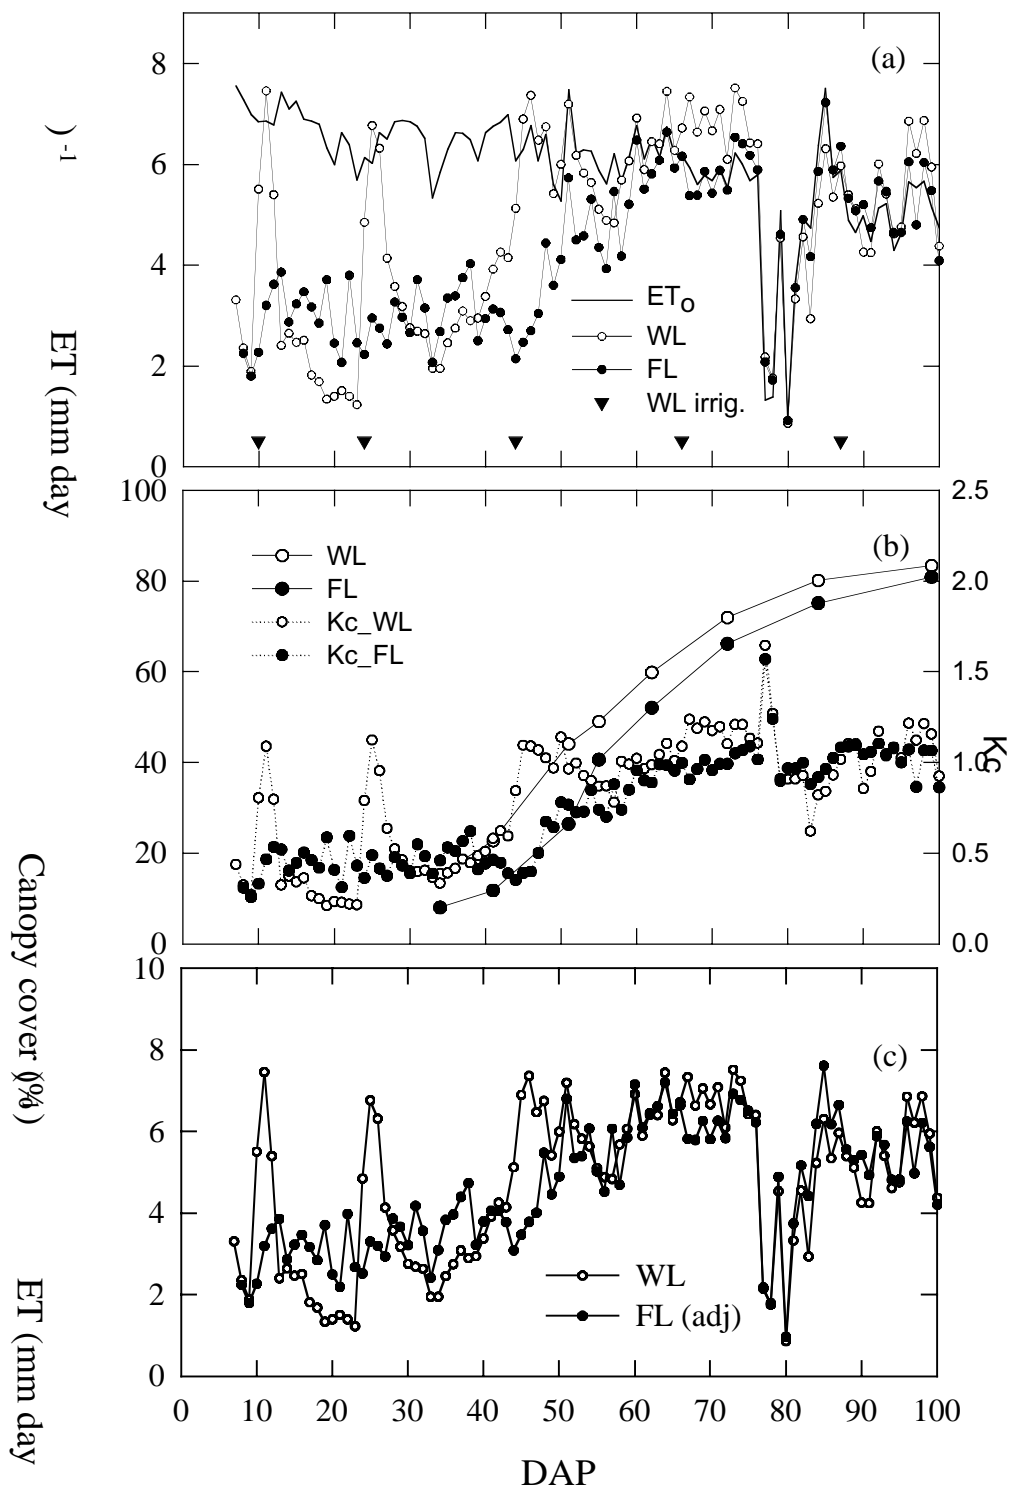 8
6
4
2
0
ET (mm day
) -1
(a)
ETo
WL
FL
WL irrig.
100
80
60
40
20
0
Canopy cover (%)
2.5
2.0
1.5
1.0
0.5
0.0
Kc
(b)
WL
FL
Kc_WL
Kc_FL
10
8
6
4
2
0
ET (mm day
(c)
WL
FL (adj)
0 10 20 30 40 50 60 70 80 90 100
DAP